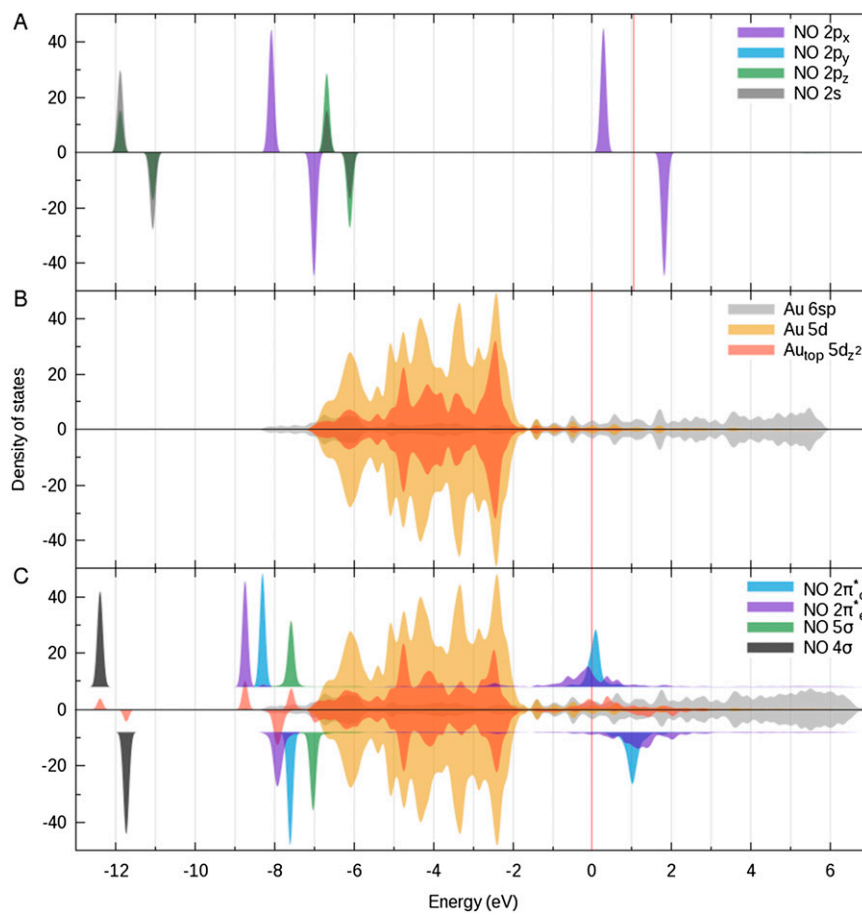 A
40
20
0
-20
-40
NO 2px
NO 2py
NO 2pz
NO 2s
B
40
20
0
-20
-40
Au 6sp
Au 5d
Autop 5dz2
Density of states
C
40
20
0
-20
-40
NO 2π*
NO 2π*
NO 5σ
NO 4σ
-12 -10 -8 -6 -4 -2 0 2 4 6
Energy (eV)